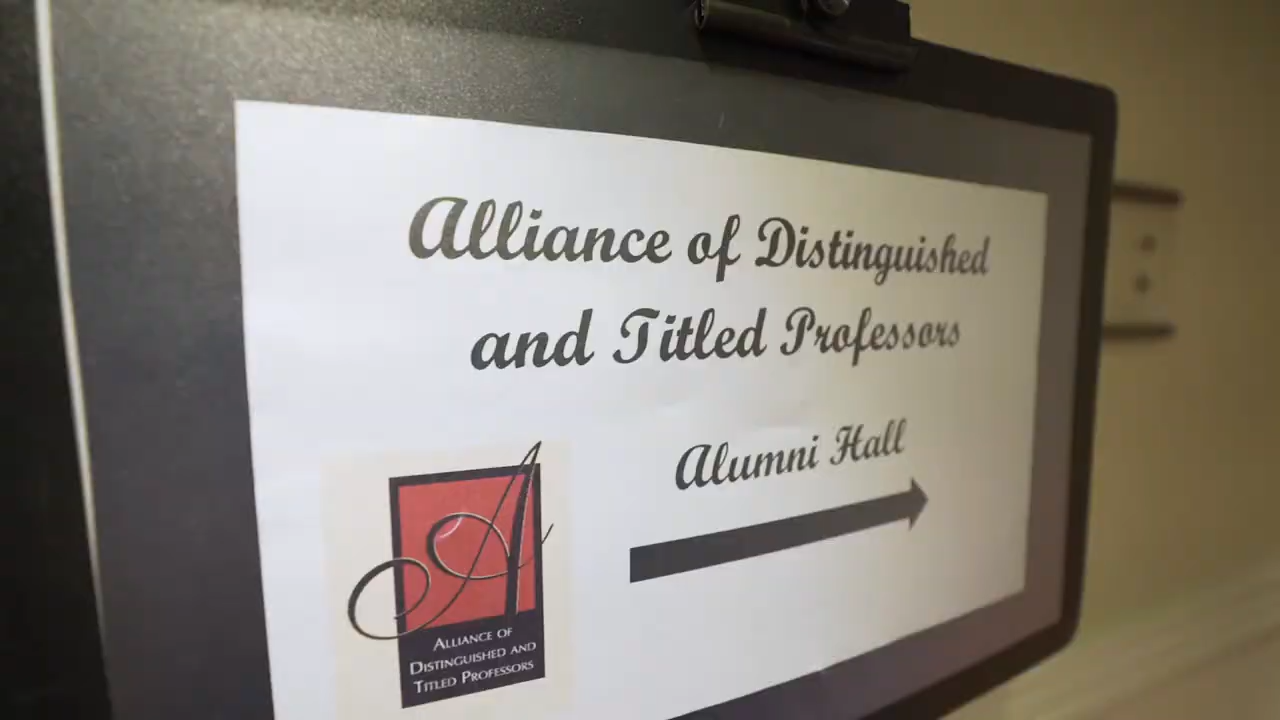 Alliance of Distinguished
and Titled Professors
Alumni Hall
A
ALLIANCE OF
DISTINGUISHED AND
TITLED PROFESSORS